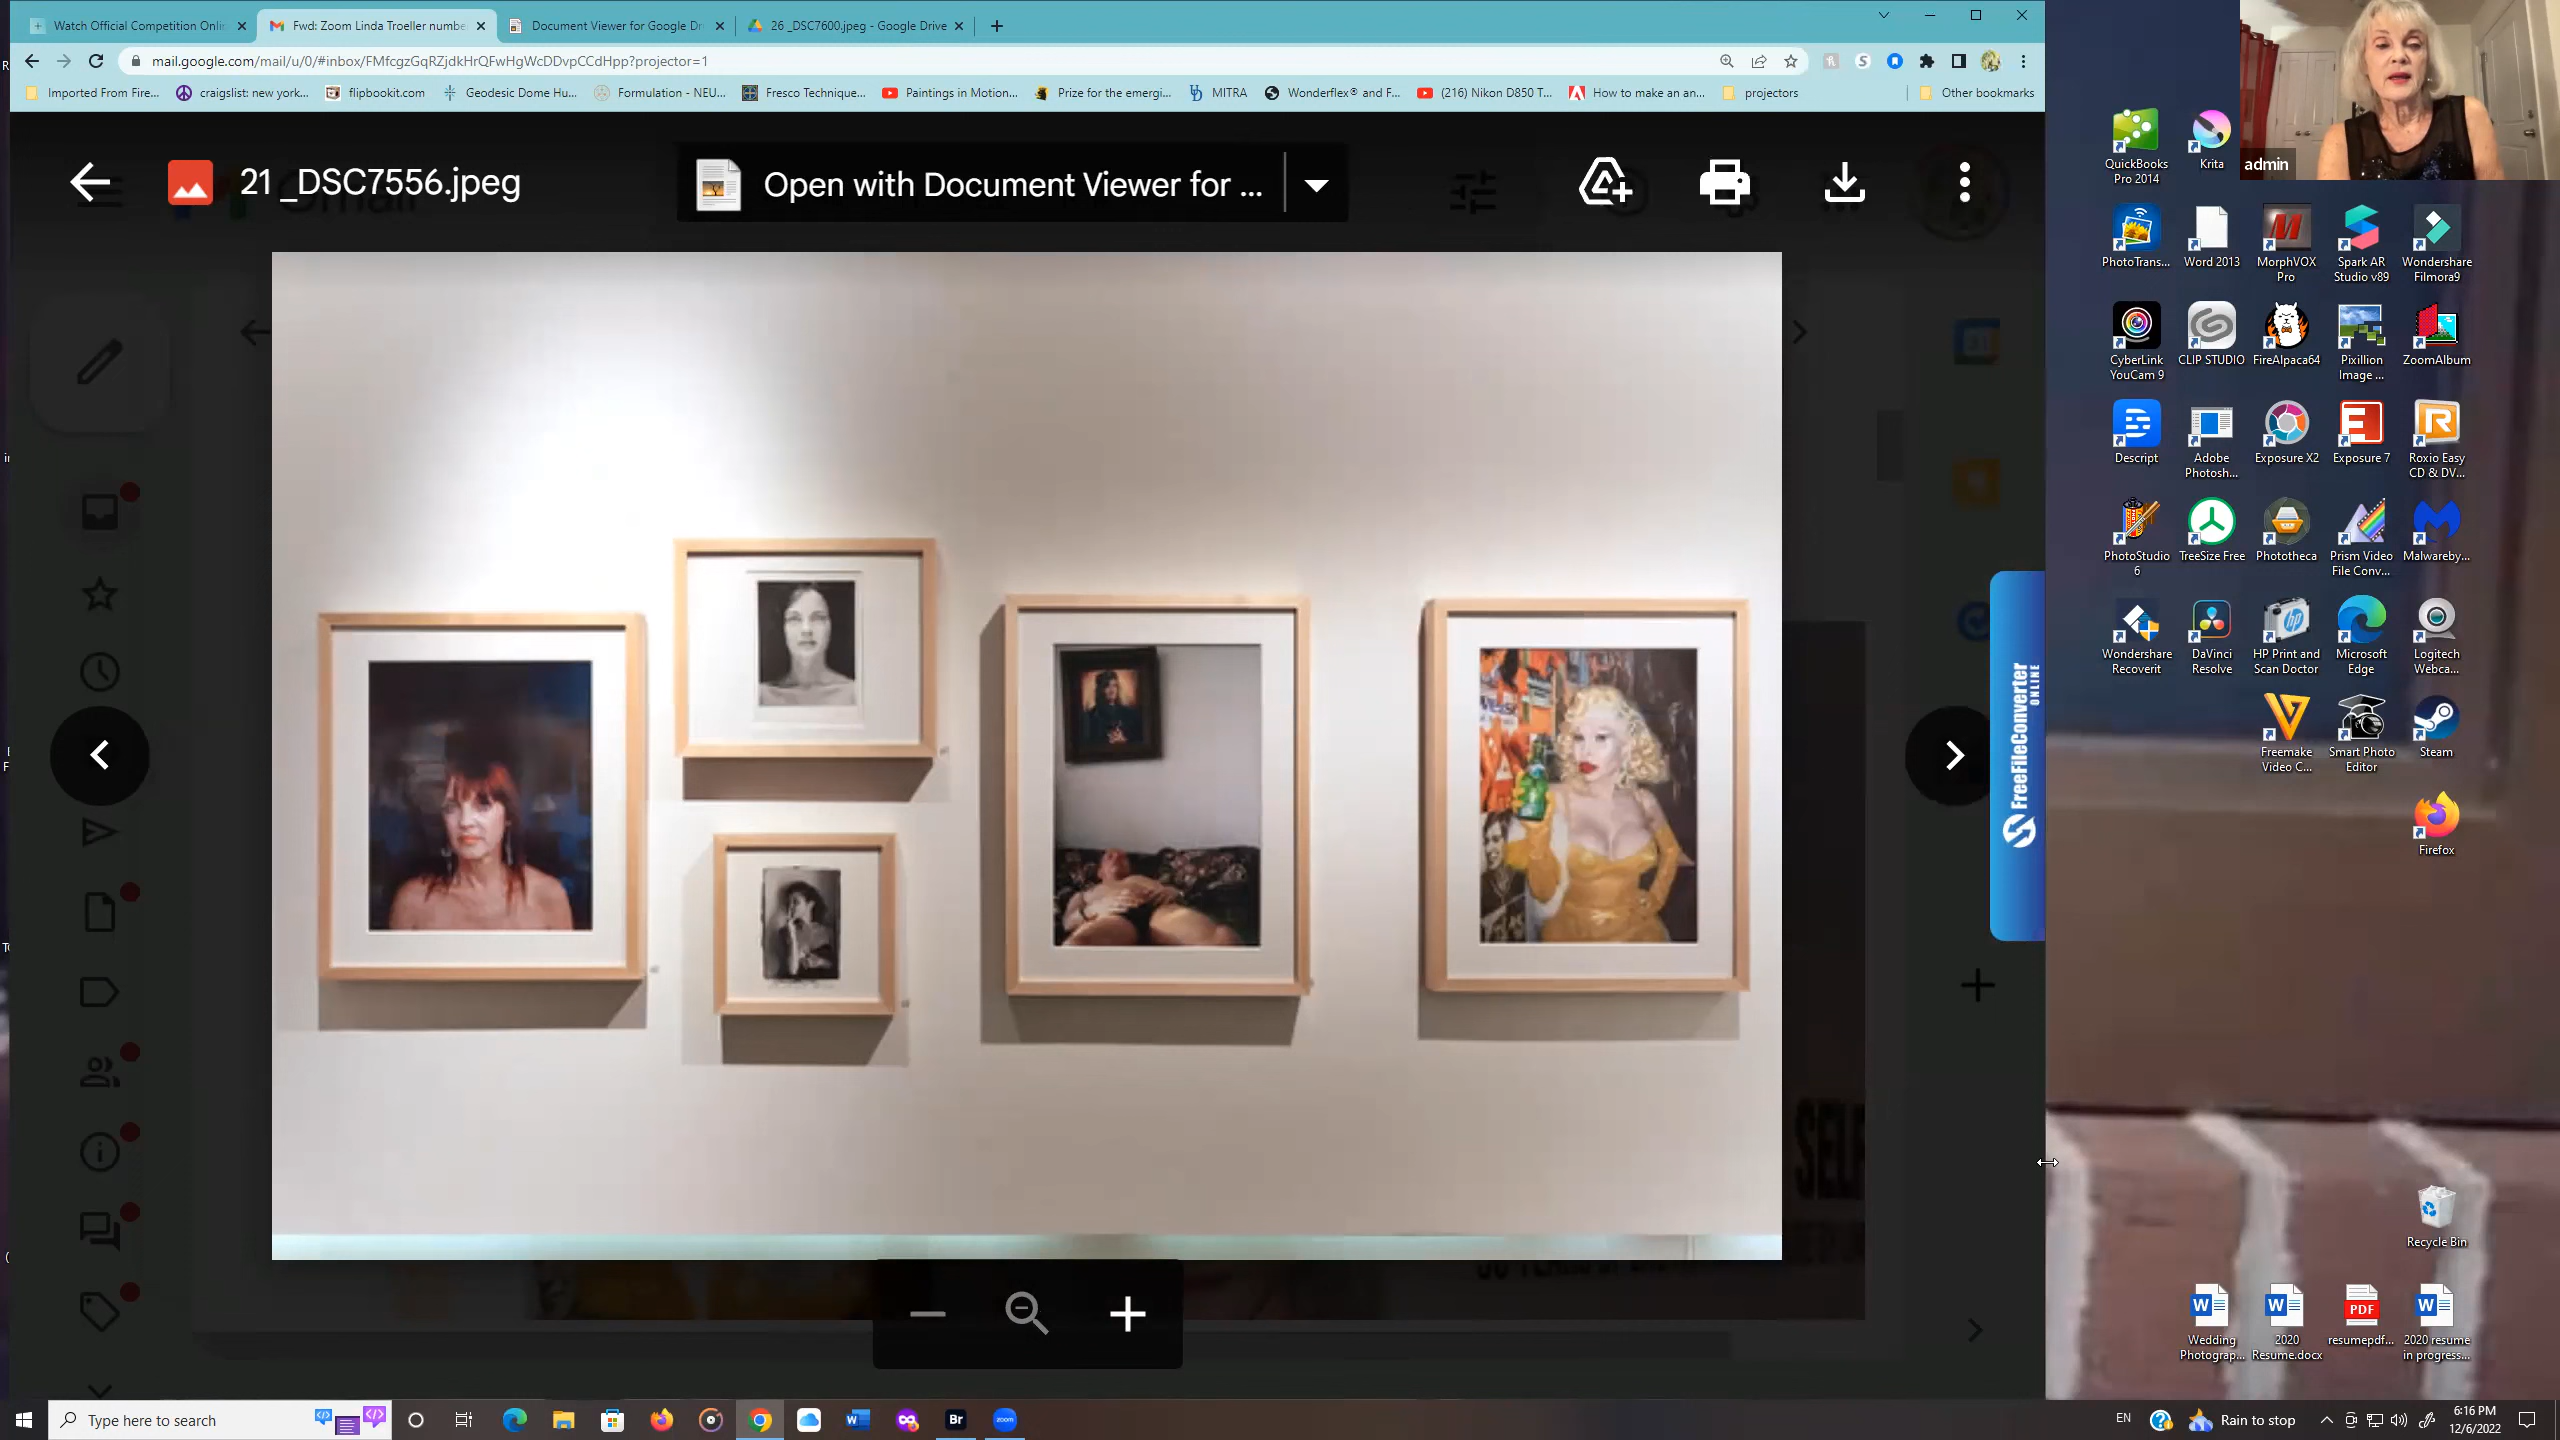 Watch Official Competition Onli
Fwd: Zoom Linda Troeller numbe
Document Viewer for Google Dr
26 _DSC7600.jpeg - Google Drive
mail.google.com/mail/u/0/#inbox/FMfcgzGqRZjdkHrQFwHgWcDDvpCCdHpp?projector=1
Imported From Fire...
craigslist: new york...
flipbookit.com
Geodesic Dome Hu...
Formulation - NEU...
Fresco Technique...
Paintings in Motion...
Prize for the emergi...
MITRA
Wonderflex® and F...
(216) Nikon D850 T...
How to make an an...
projectors
Other bookmarks
21 _DSC7556.jpeg
Open with Document Viewer for ...
FreeFileConverter
ONLINE
SELF
admin
QuickBooks
Pro 2014
Krita
PhotoTrans...
Word 2013
MorphVOX
Pro
Spark AR
Studio v89
Wondershare
Filmora9
CyberLink
YouCam 9
CLIP STUDIO
FireAlpaca64
Pixillion
Image ...
ZoomAlbum
Descript
Adobe
Photosh...
Exposure X2
Exposure 7
Roxio Easy
CD & DV...
PhotoStudio
6
TreeSize Free
Phototheca
Prism Video
File Conv...
Malwareby...
Wondershare
Recoverit
DaVinci
Resolve
HP Print and
Scan Doctor
Microsoft
Edge
Logitech
Webca...
Freemake
Video C...
Smart Photo
Editor
Steam
Firefox
Recycle Bin
Wedding
Photograp...
2020
Resume.docx
PDF
resumepdf...
2020 resume
in progress...
Type here to search
Br
zoom
EN
Rain to stop
6:16 PM
12/6/2022